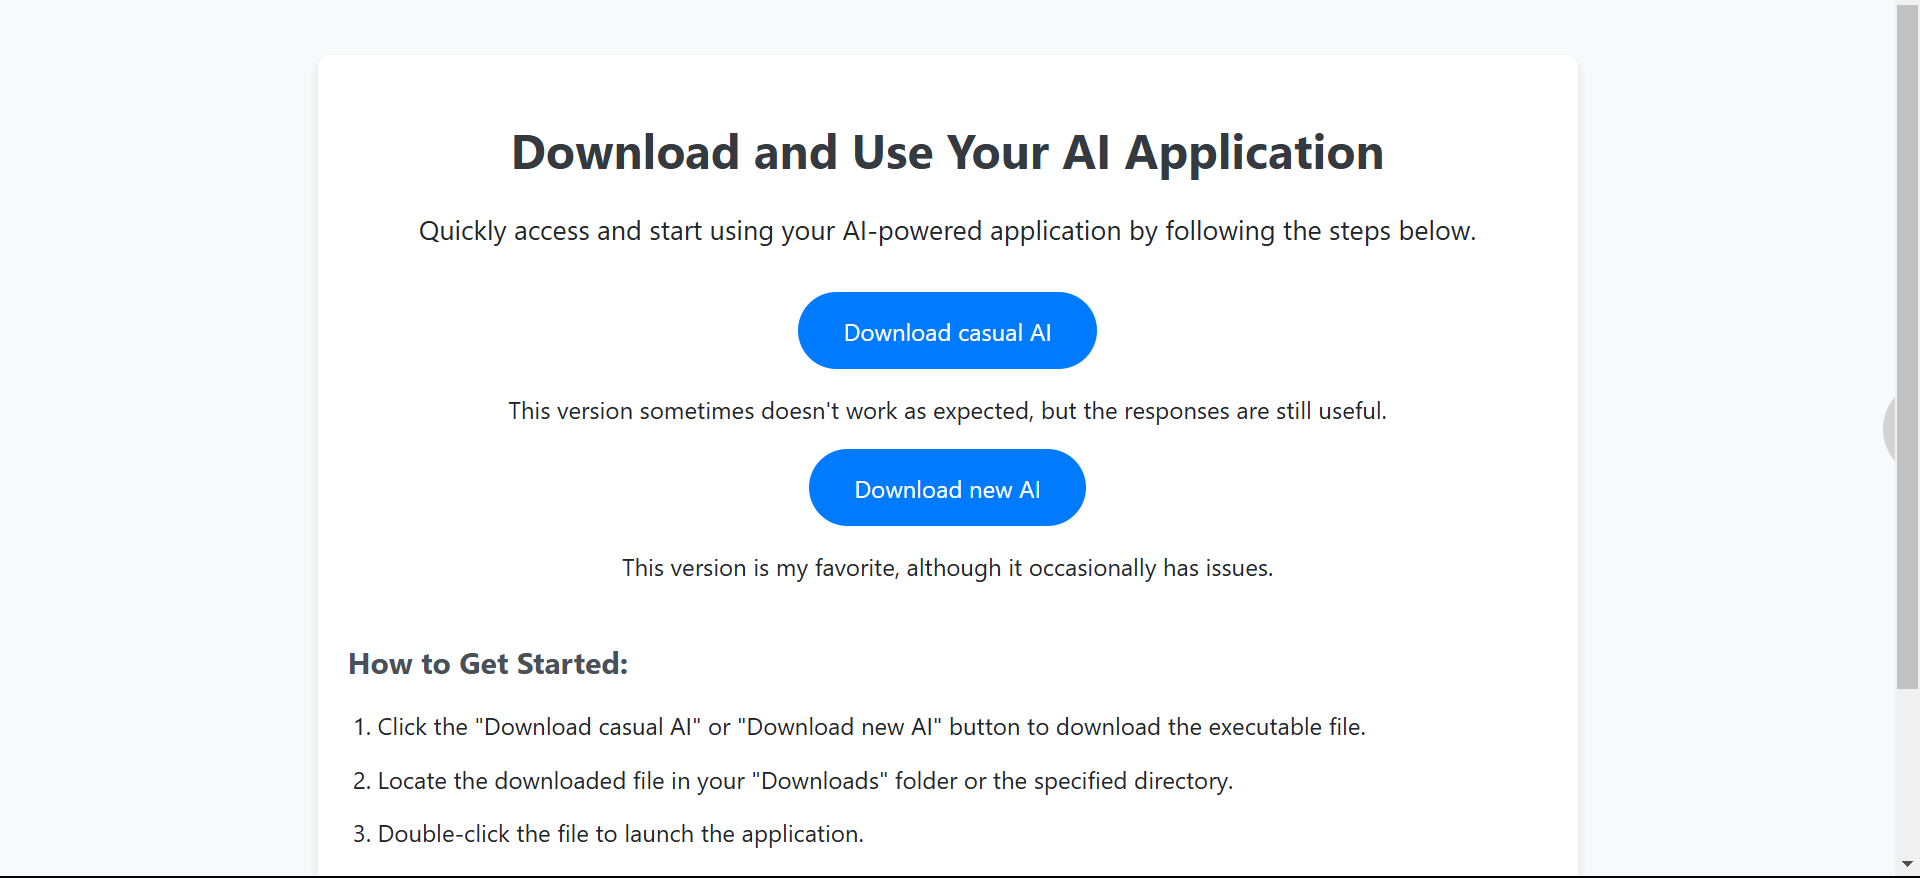 Download and Use Your AI Application
Quickly access and start using your AI-powered application by following the steps below.
Download casual AI
This version sometimes doesn't work as expected, but the responses are still useful.
Download new AI
This version is my favorite, although it occasionally has issues.
How to Get Started:
1. Click the "Download casual AI" or "Download new AI" button to download the executable file.
2. Locate the downloaded file in your "Downloads" folder or the specified directory.
3. Double-click the file to launch the application.